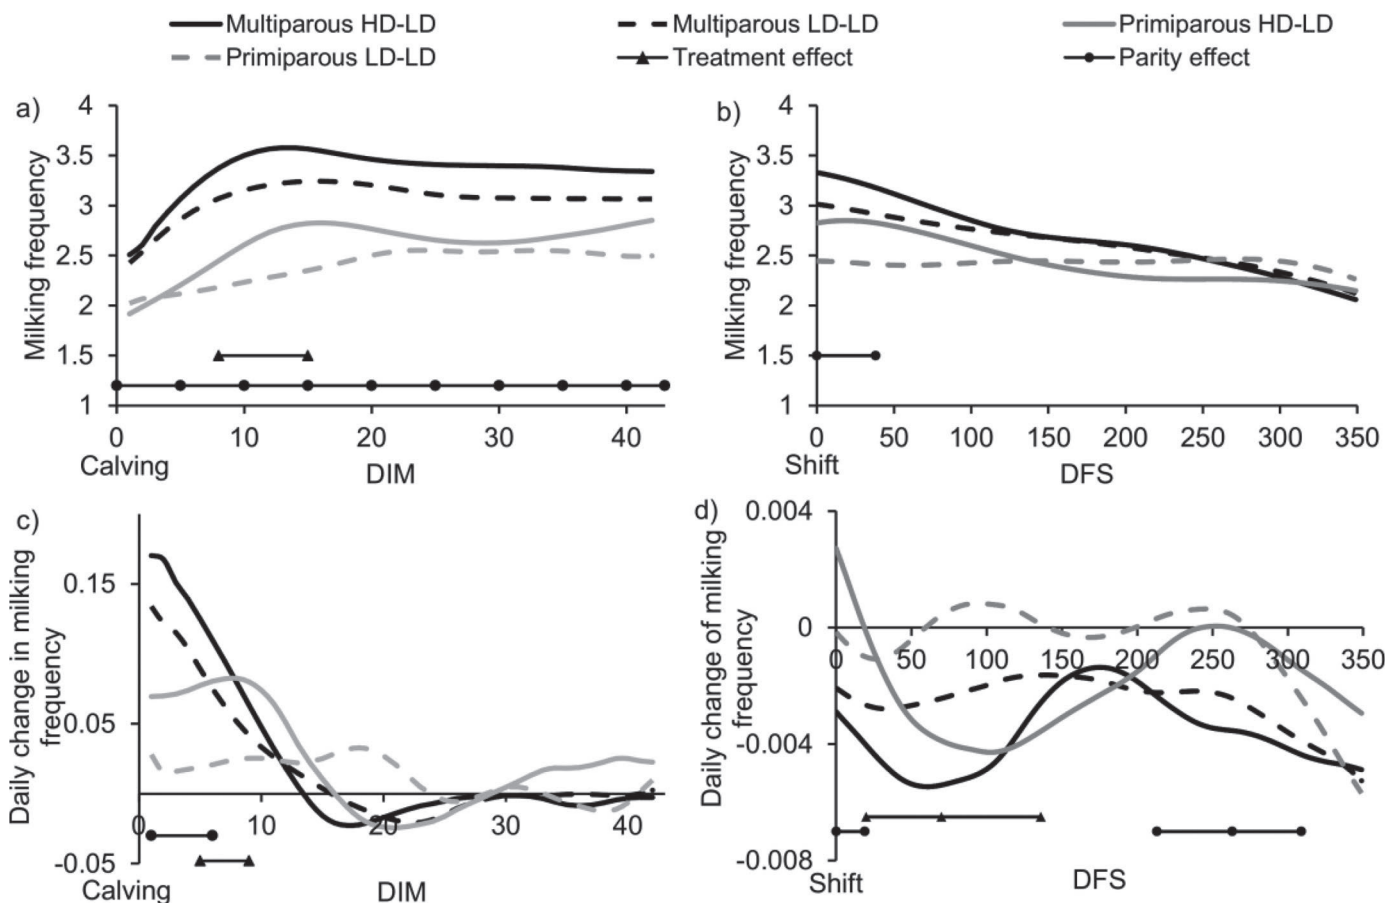 Multiparous HD-LD Multiparous LD-LD Primiparous HD-LD
Primiparous LD-LD Treatment effect Parity effect
a)
Milking frequency
4
3.5
3
2.5
2
1.5
1
0 10 20 30 40
Calving DIM
b)
Milking frequency
4
3.5
3
2.5
2
1.5
1
0 50 100 150 200 250 300 350
Shift DFS
c)
Daily change in milking
frequency
0.15
0.05
-0.05
0 10 20 30 40
Calving DIM
d)
Daily change of milking
frequency
0.004
0
-0.004
-0.008
0 50 100 150 200 250 300 350
Shift DFS